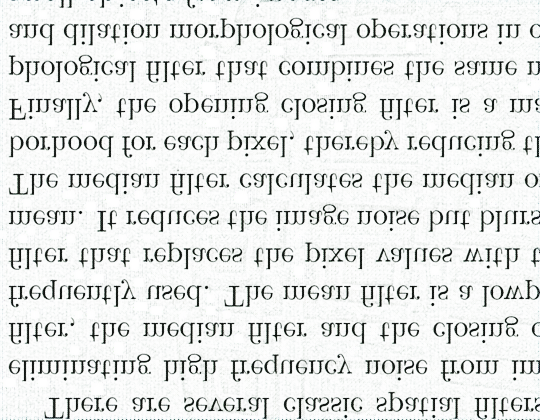 There are several classic spatial filters
eliminating high frequency noise from im
filter, the median filter and the closing o
frequently used. The mean filter is a lowp
filter that replaces the pixel values with t
mean. It reduces the image noise but blurs
The median filter calculates the median o
borhood for each pixel, thereby reducing th
Finally, the opening closing filter is a ma
phological filter that combines the same n
and dilation morphological operations in o